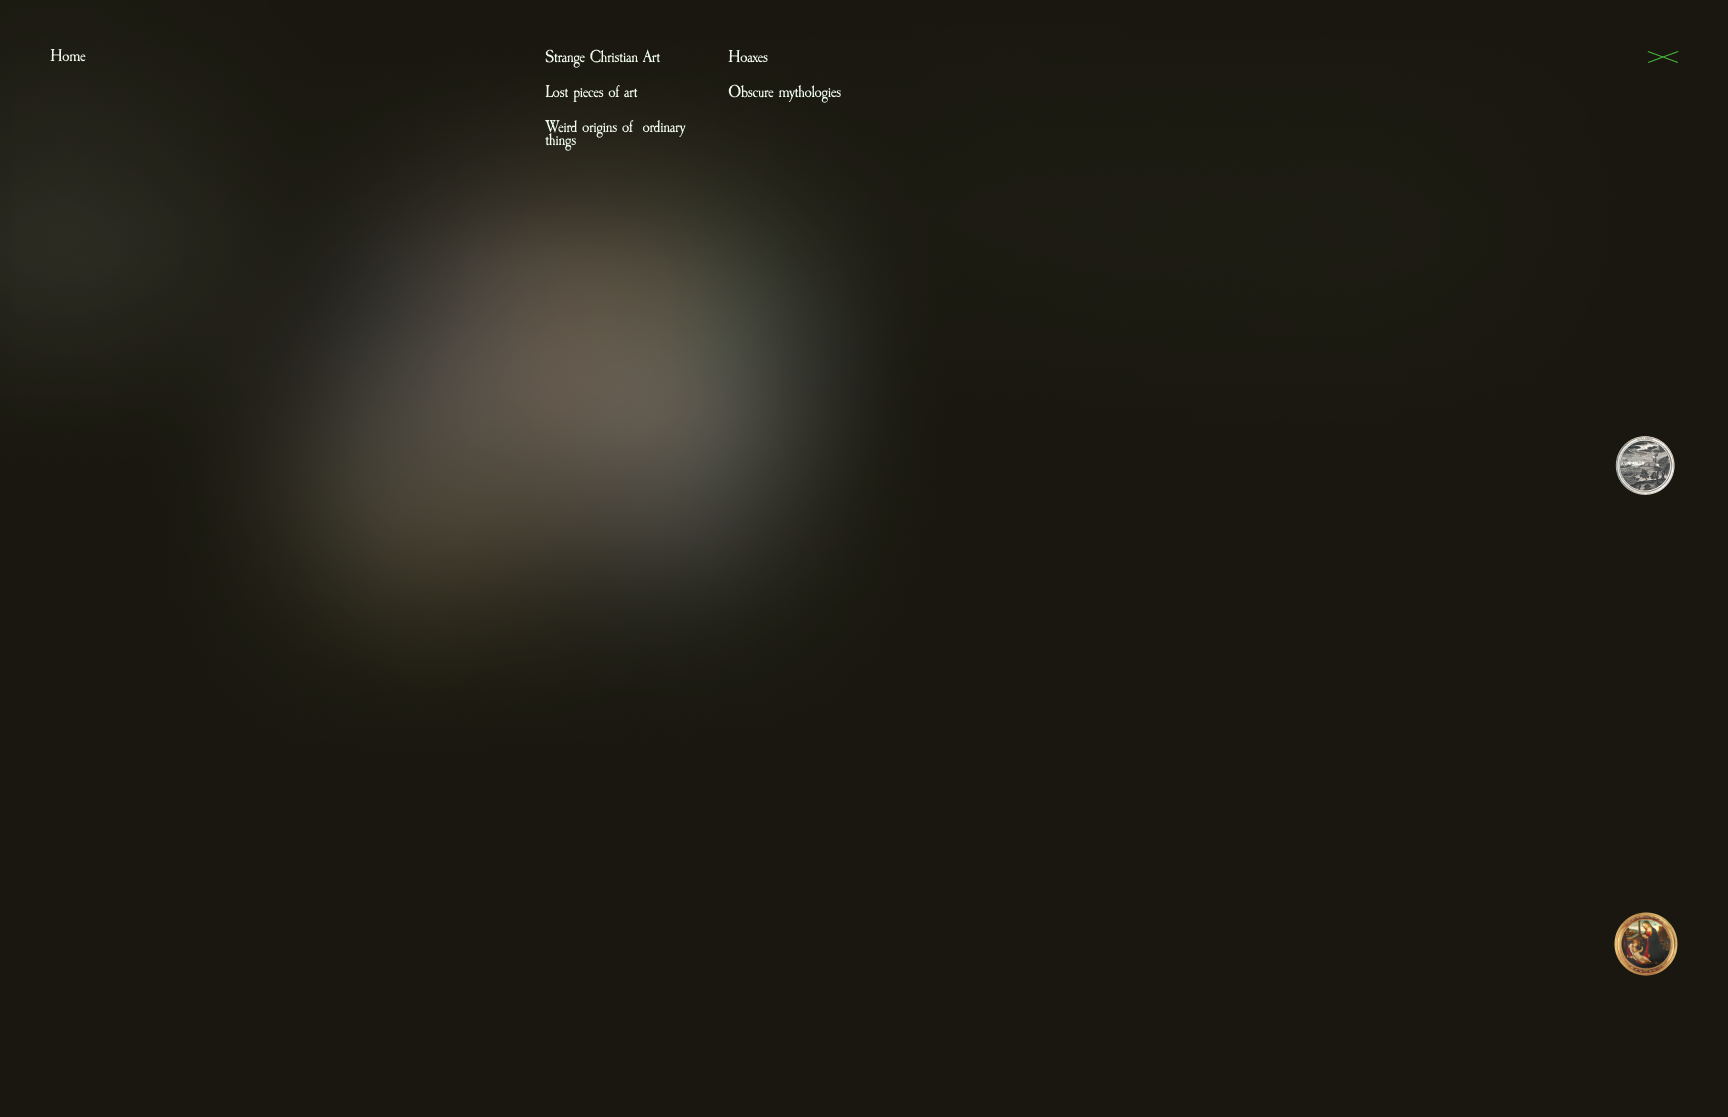 Home
Strange Christian Art
Lost pieces of art
Weird origins of ordinary
things
Hoaxes
Obscure mythologies